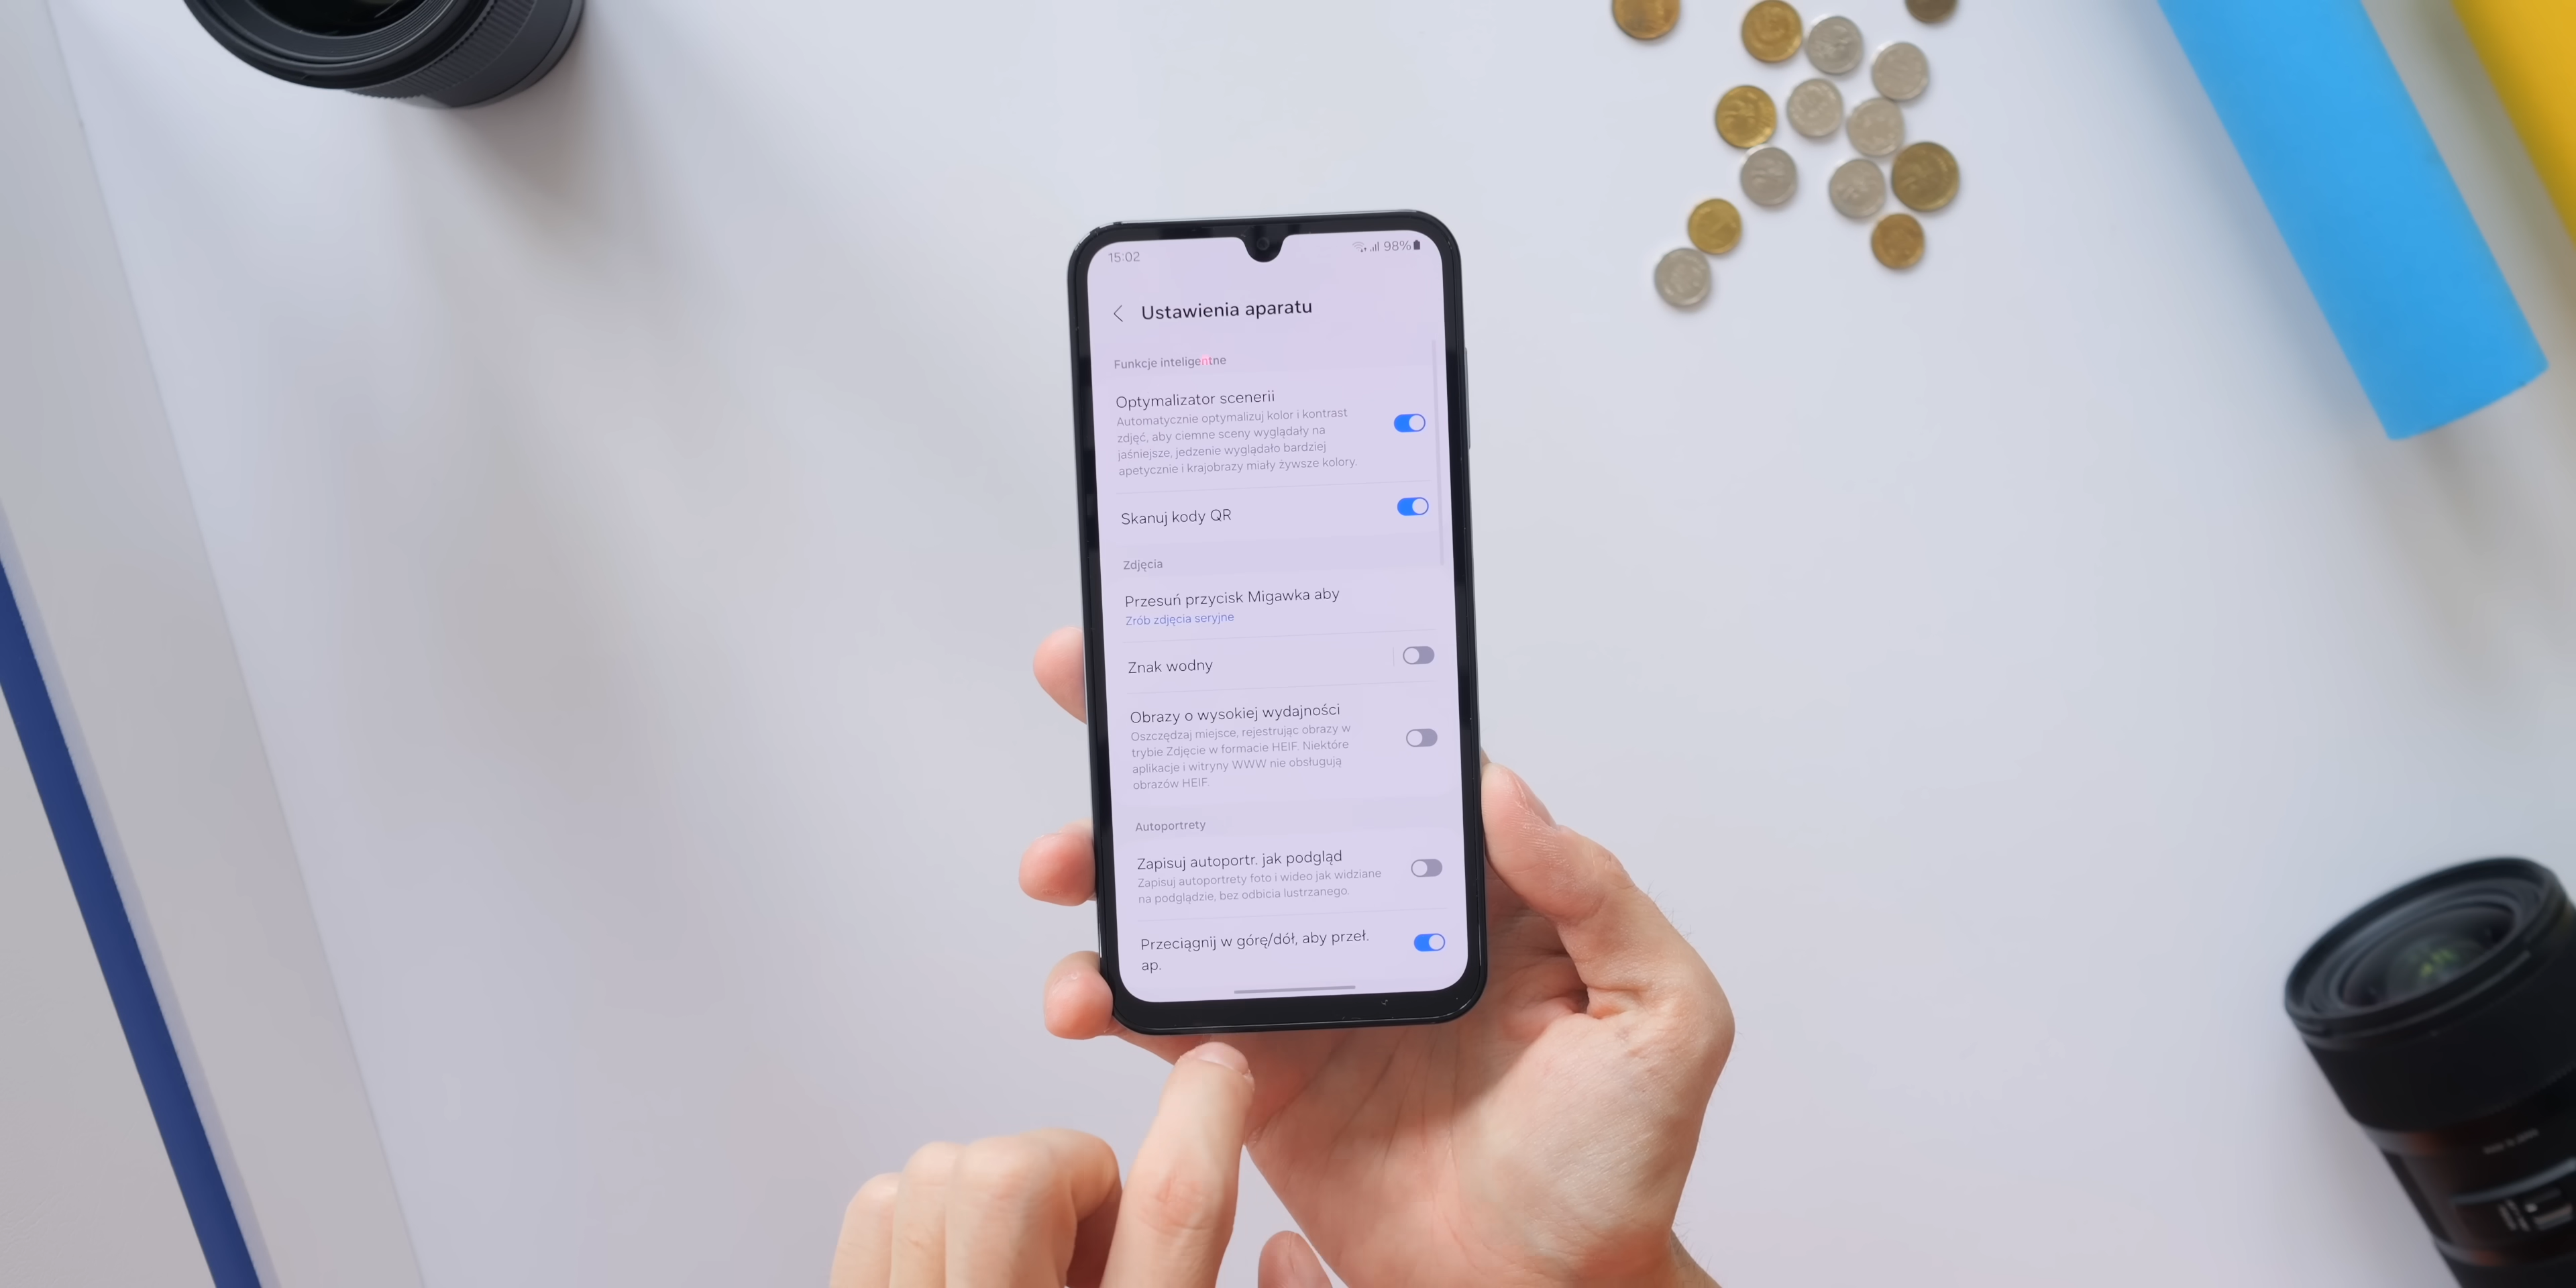 15:02
98%
Ustawienia aparatu
Funkcje inteligentne
Optymalizator scenerii
Automatycznie optymalizuj kolor i kontrast
zdjęć, aby ciemne sceny wyglądały na
jaśniejsze, jedzenie wyglądało bardziej
apetycznie i krajobrazy miały żywsze kolory.
Skanuj kody QR
Zdjęcia
Przesuń przycisk Migawka aby
Zrób zdjęcia seryjne
Znak wodny
Obrazy o wysokiej wydajności
Oszczędzaj miejsce, rejestrując obrazy w
trybie Zdjęcie w formacie HEIF. Niektóre
aplikacje i witryny WWW nie obsługują
obrazów HEIF.
Autoportrety
Zapisuj autoportr. jak podgląd
Zapisuj autoportrety foto i wideo jak widziane
na podglądzie, bez odbicia lustrzanego.
Przeciągnij w górę/dół, aby przeł.
ap.